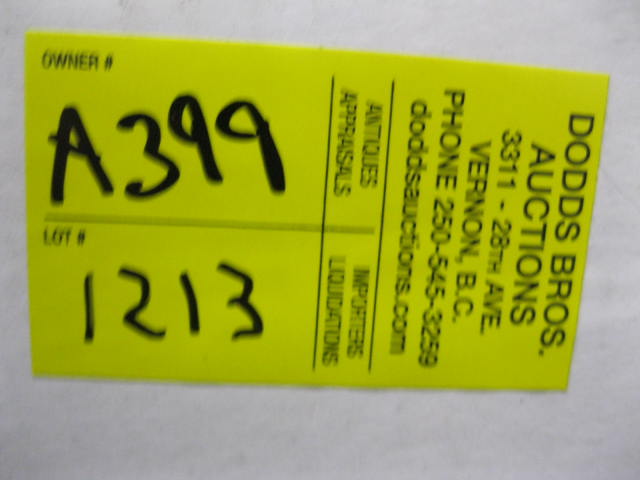 DODDS BROS.
AUCTIONS
3311 - 28TH AVE.
VERNON, B.C.
PHONE 250-545-3259
doddsauctions.com
ANTIQUES IMPORTERS
APPRAISALS LIQUIDATIONS
OWNER #
A399
LOT #
1213